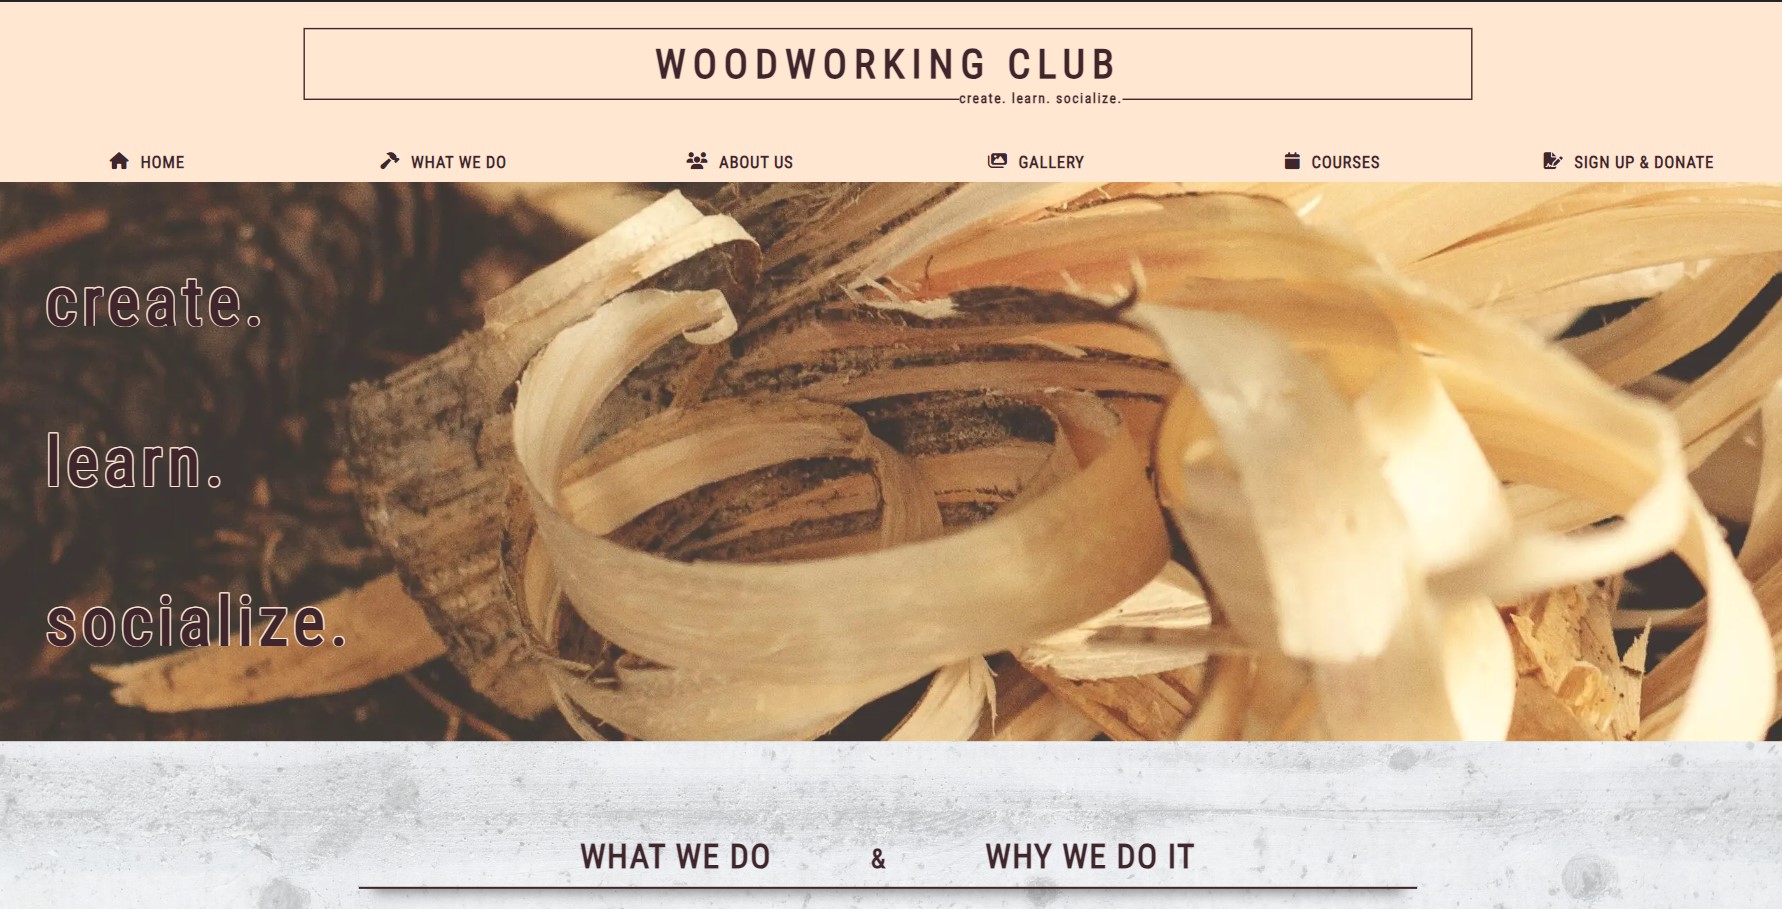 WOODWORKING CLUB
create. learn. socialize.
HOME WHAT WE DO ABOUT US GALLERY COURSES SIGN UP & DONATE
create.
learn.
socialize.
WHAT WE DO & WHY WE DO IT